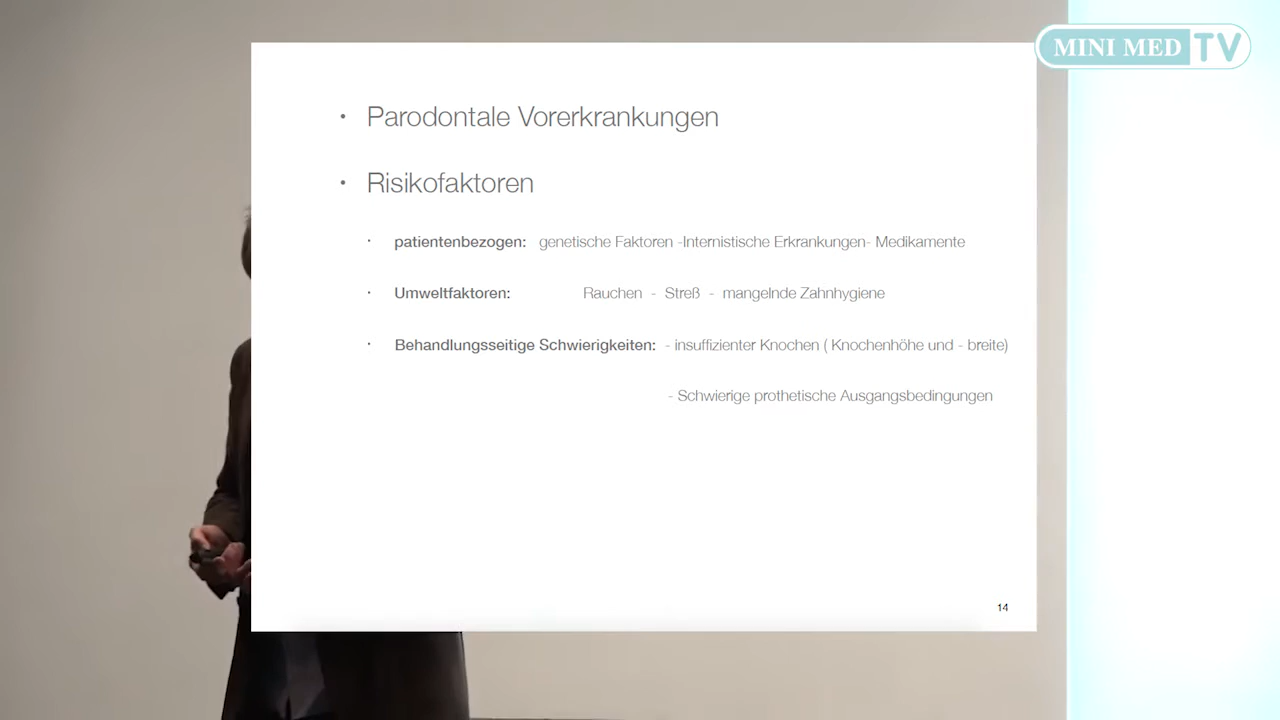 MINI MED TV
• Parodontale Vorerkrankungen
• Risikofaktoren
• patientenbezogen: genetische Faktoren -Internistische Erkrankungen- Medikamente
• Umweltfaktoren: Rauchen - Streß - mangelnde Zahnhygiene
• Behandlungsseitige Schwierigkeiten: - insuffizienter Knochen ( Knochenhöhe und - breite)
- Schwierige prothetische Ausgangsbedingungen
14